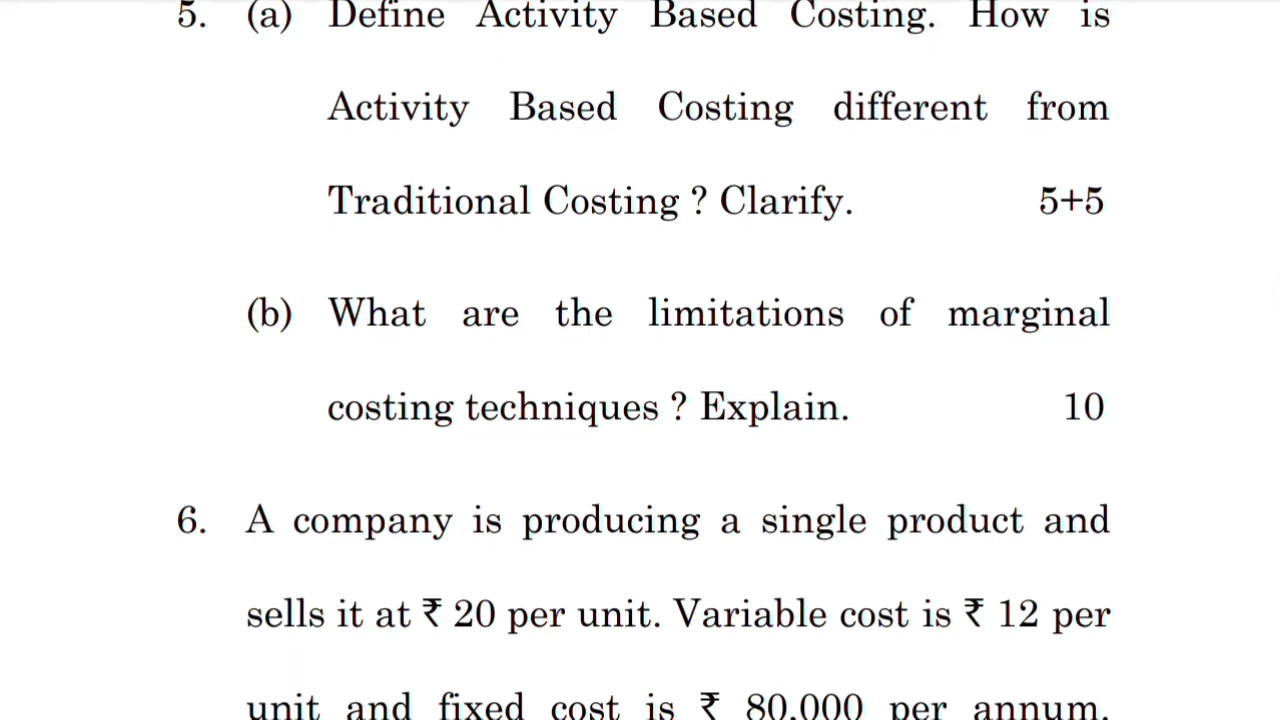 5. (a) Define Activity Based Costing. How is
Activity Based Costing different from
Traditional Costing ? Clarify. 5+5
(b) What are the limitations of marginal
costing techniques ? Explain. 10
6. A company is producing a single product and
sells it at ₹ 20 per unit. Variable cost is ₹ 12 per
unit and fixed cost is ₹ 80,000 per annum.